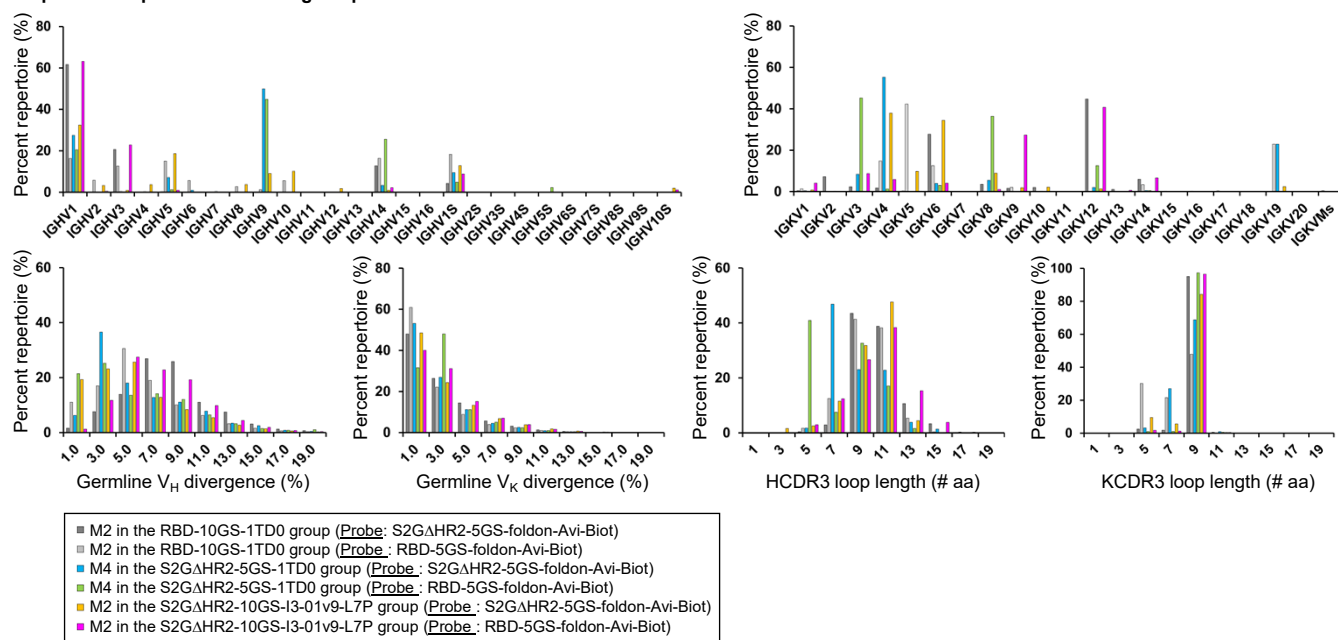 Percent repertoire (%)
80
60
40
20
0
IGHV1 IGHV2 IGHV3 IGHV4 IGHV5 IGHV6 IGHV7 IGHV8 IGHV9 IGHV10 IGHV11 IGHV12 IGHV13 IGHV14 IGHV15 IGHV16 IGHV1S IGHV2S IGHV3S IGHV4S IGHV5S IGHV6S IGHV7S IGHV8S IGHV9S IGHV10S
Percent repertoire (%)
80
60
40
20
0
IGKV1 IGKV2 IGKV3 IGKV4 IGKV5 IGKV6 IGKV7 IGKV8 IGKV9 IGKV10 IGKV11 IGKV12 IGKV13 IGKV14 IGKV15 IGKV16 IGKV17 IGKV18 IGKV19 IGKV20 IGKVMs
Percent repertoire (%)
60
40
20
0
1.0 3.0 5.0 7.0 9.0 11.0 13.0 15.0 17.0 19.0
Germline VH divergence (%)
Percent repertoire (%)
80
60
40
20
0
1.0 3.0 5.0 7.0 9.0 11.0 13.0 15.0 17.0 19.0
Germline VK divergence (%)
Percent repertoire (%)
60
40
20
0
1 3 5 7 9 11 13 15 17 19
HCDR3 loop length (# aa)
Percent repertoire (%)
100
80
60
40
20
0
1 3 5 7 9 11 13 15 17 19
KCDR3 loop length (# aa)
M2 in the RBD-10GS-1TD0 group (Probe: S2GΔHR2-5GS-foldon-Avi-Biot)
M2 in the RBD-10GS-1TD0 group (Probe : RBD-5GS-foldon-Avi-Biot)
M4 in the S2GΔHR2-5GS-1TD0 group (Probe : S2GΔHR2-5GS-foldon-Avi-Biot)
M4 in the S2GΔHR2-5GS-1TD0 group (Probe : RBD-5GS-foldon-Avi-Biot)
M2 in the S2GΔHR2-10GS-I3-01v9-L7P group (Probe : S2GΔHR2-5GS-foldon-Avi-Biot)
M2 in the S2GΔHR2-10GS-I3-01v9-L7P group (Probe : RBD-5GS-foldon-Avi-Biot)